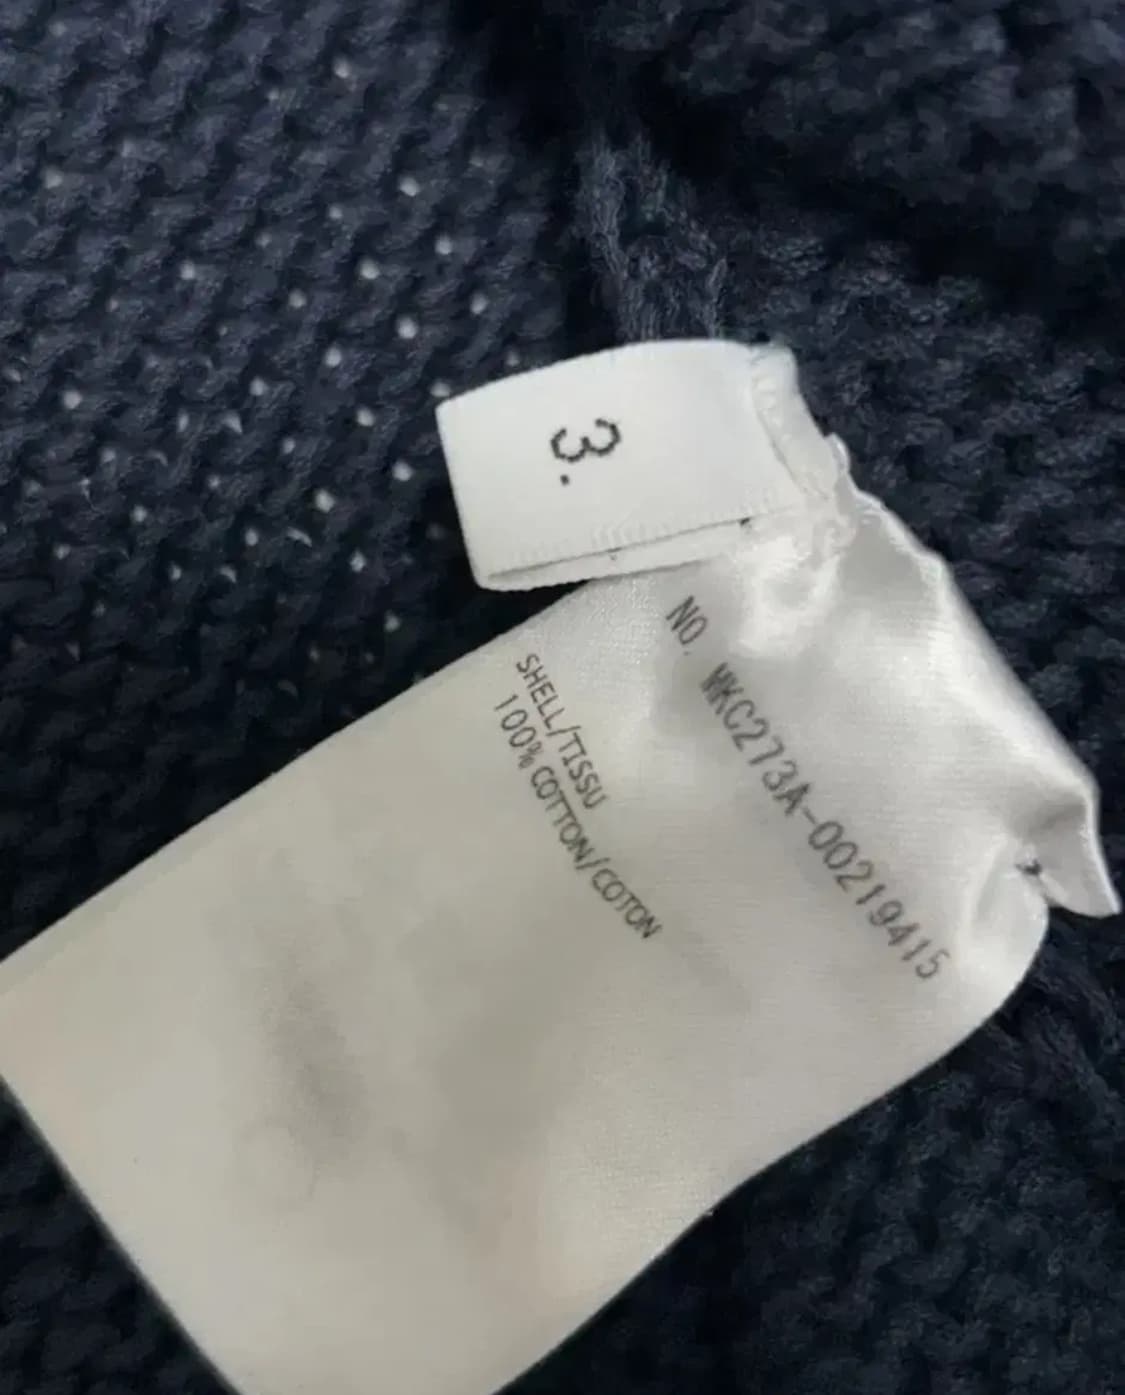 3.
NO. WKC273A-00219415
SHELL/TISSU
100% COTTON/COTON